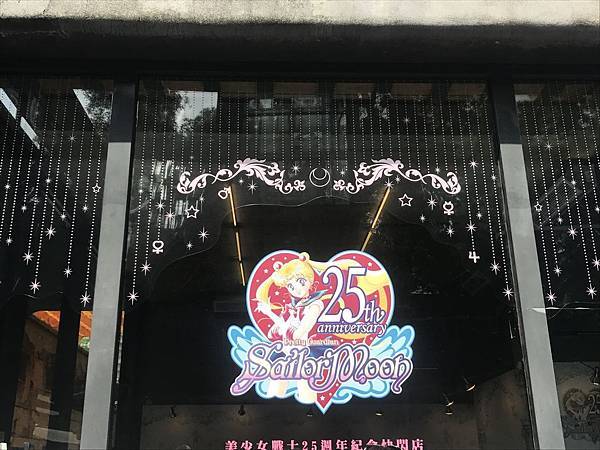 25th
anniversary
Pretty Guardian
Sailor Moon
美少女戰士25週年紀念快閃店